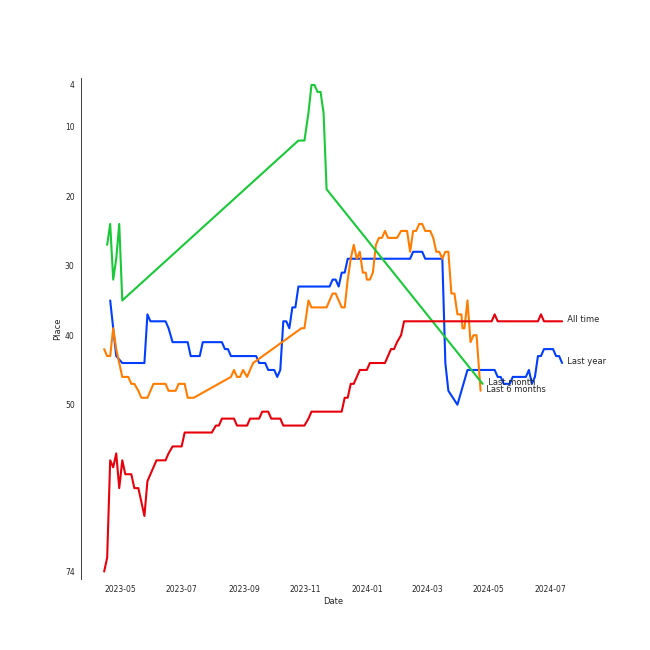 4
10
20
30
40
50
74
Place
2023-05
2023-07
2023-09
2023-11
2024-01
2024-03
2024-05
2024-07
Date
All time
Last year
Last month
Last 6 months